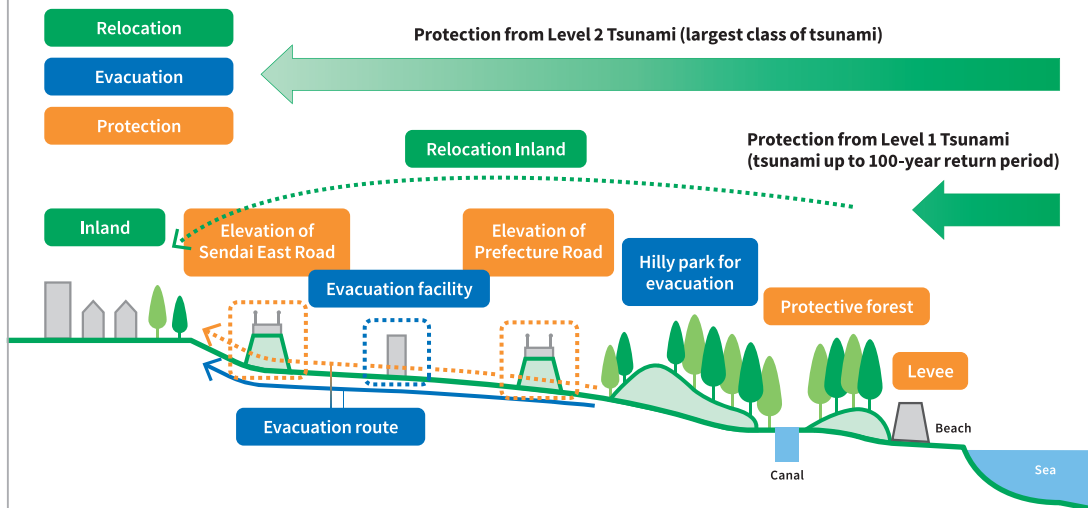 Relocation
Evacuation
Protection
Protection from Level 2 Tsunami (largest class of tsunami)
Protection from Level 1 Tsunami
(tsunami up to 100-year return period)
Relocation Inland
Inland
Elevation of
Sendai East Road
Evacuation facility
Elevation of
Prefecture Road
Hilly park for
evacuation
Protective forest
Levee
Evacuation route
Beach
Canal
Sea